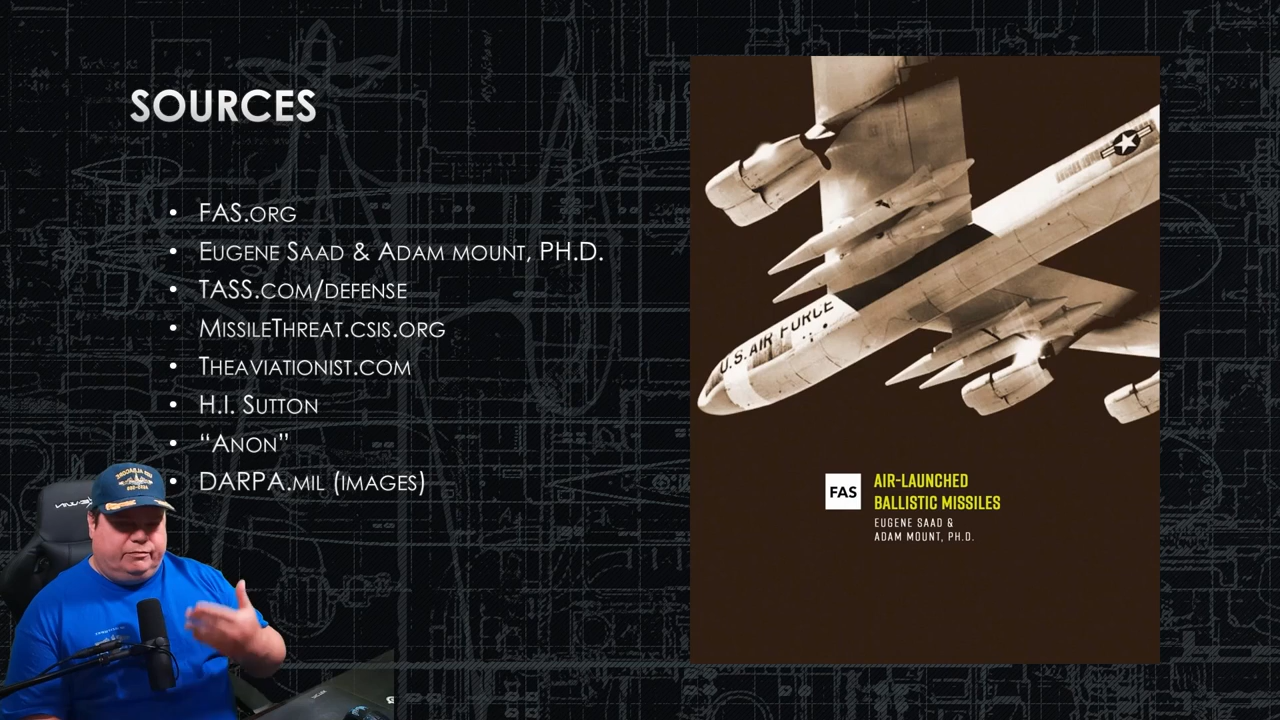 SOURCES
• FAS.ORG
• EUGENE SAAD & ADAM MOUNT, PH.D.
• TASS.COM/DEFENSE
• MISSILETHREAT.CSIS.ORG
• THEAVIATIONIST.COM
• H.I. SUTTON
• “ANON”
• DARPA.MIL (IMAGES)
U.S. AIR FORCE
FAS
AIR-LAUNCHED
BALLISTIC MISSILES
EUGENE SAAD &
ADAM MOUNT, PH.D.